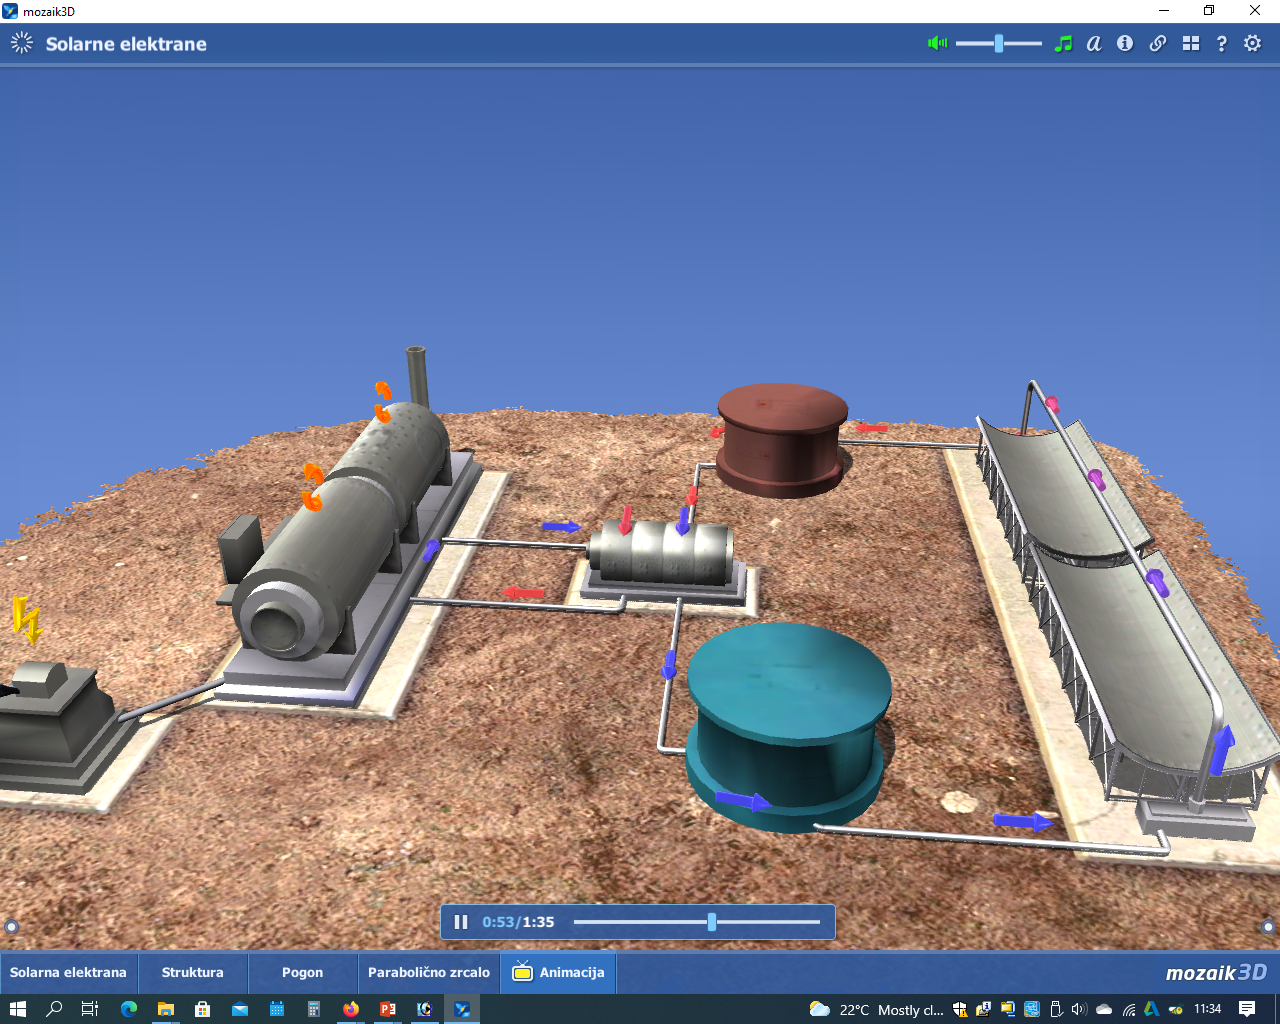 mozaik3D
Solarne elektrane
0:53/1:35
Solarna elektrana
Struktura
Pogon
Parabolično zrcalo
Animacija
mozaik3D
22°C Mostly cl...
11:34